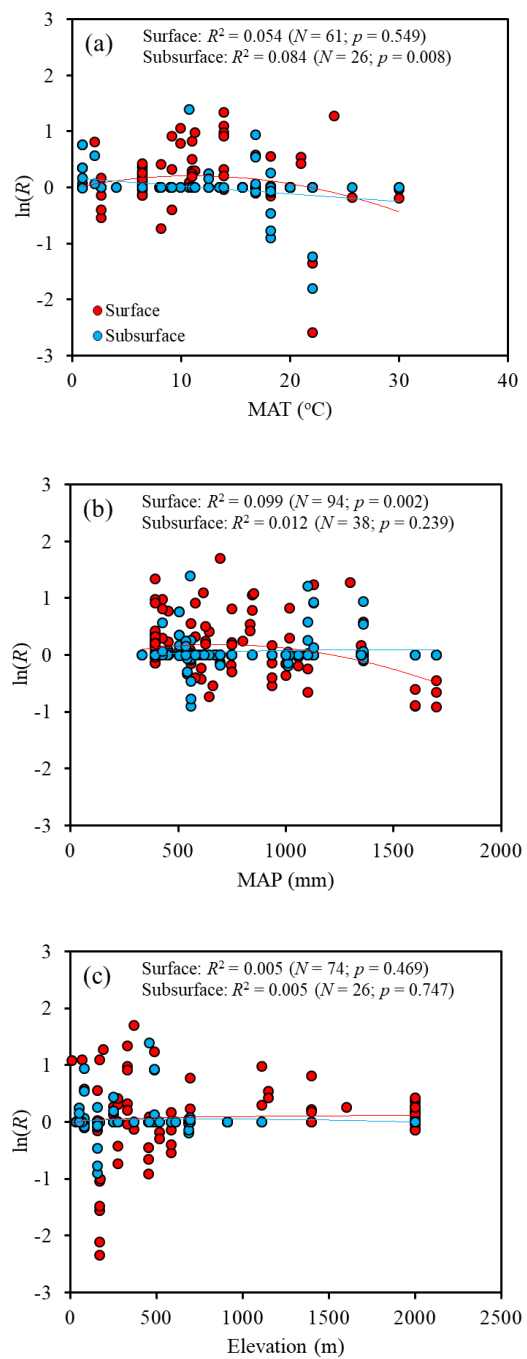 (a)
Surface: R² = 0.054 (N = 61; p = 0.549)
Subsurface: R² = 0.084 (N = 26; p = 0.008)
3
2
1
0
-1
-2
-3
ln(R)
Surface
Subsurface
0 10 20 30 40
MAT (°C)
(b)
Surface: R² = 0.099 (N = 94; p = 0.002)
Subsurface: R² = 0.012 (N = 38; p = 0.239)
3
2
1
0
-1
-2
-3
ln(R)
0 500 1000 1500 2000
MAP (mm)
(c)
Surface: R² = 0.005 (N = 74; p = 0.469)
Subsurface: R² = 0.005 (N = 26; p = 0.747)
3
2
1
0
-1
-2
-3
ln(R)
0 500 1000 1500 2000 2500
Elevation (m)